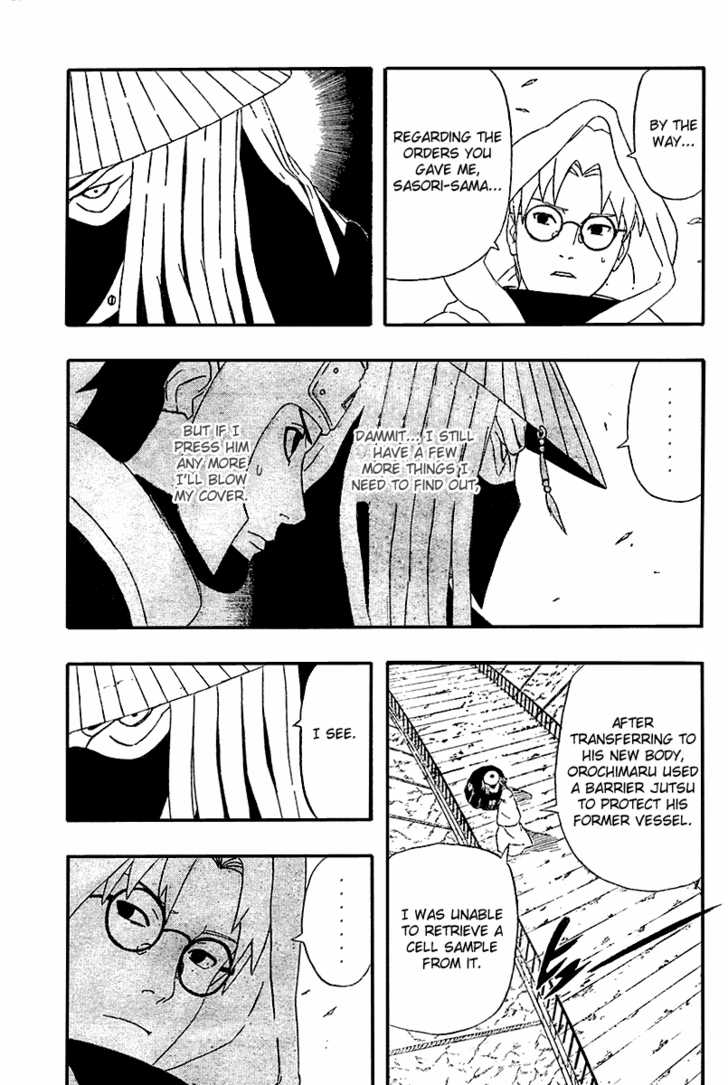 BY THE
WAY...
REGARDING THE
ORDERS YOU
GAVE ME,
SASORI-SAMA...
. . . . .
DAMMIT... I STILL
HAVE A FEW
MORE THINGS I
NEED TO FIND OUT,
BUT IF I
PRESS HIM
ANY MORE
I'LL BLOW
MY COVER.
AFTER
TRANSFERRING TO
HIS NEW BODY,
OROCHIMARU USED
A BARRIER JUTSU
TO PROTECT HIS
FORMER VESSEL.
I WAS UNABLE
TO RETRIEVE A
CELL SAMPLE
FROM IT.
I SEE.
. . . . .